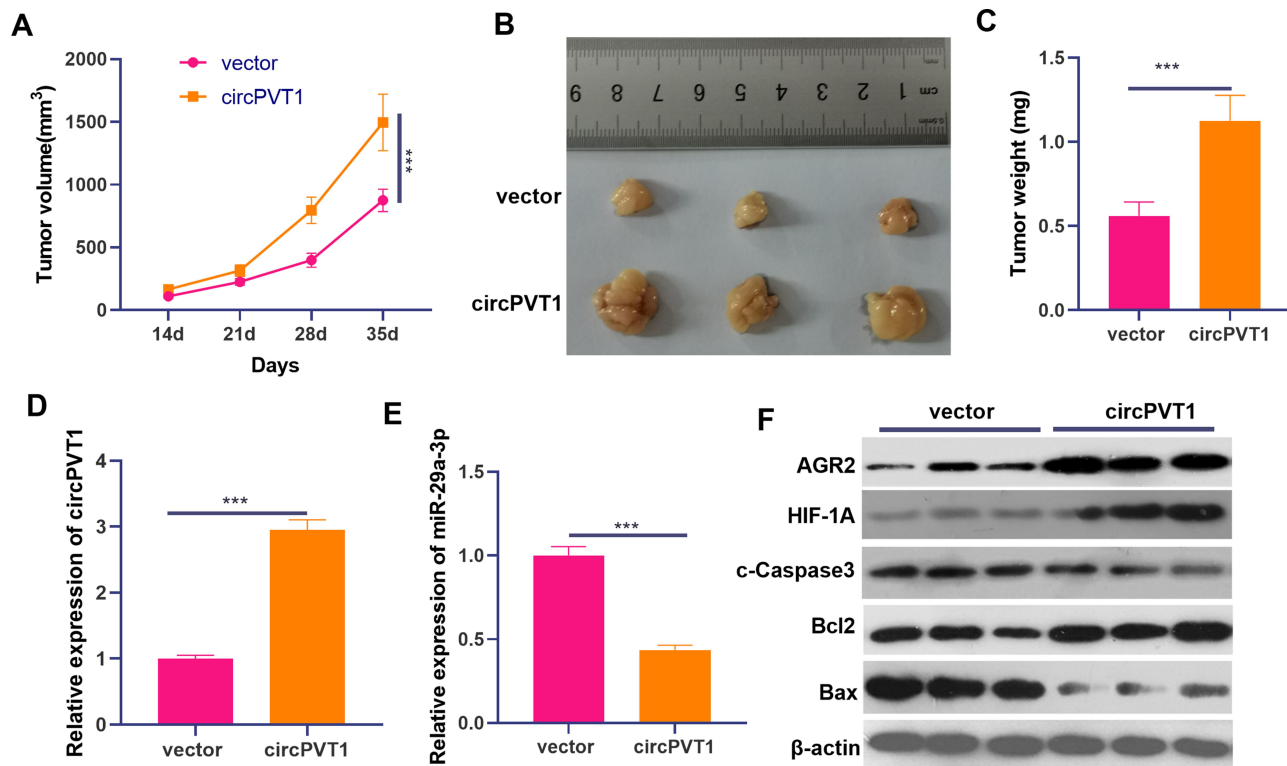 A
vector
circPVT1
Tumor volume(mm³)
2000
1500
1000
500
0
14d 21d 28d 35d
Days
***
B
9 8 7 6 5 4 3 2 1 cm
mm
0.5mm
vector
circPVT1
C
Tumor weight (mg)
1.5
1.0
0.5
0.0
***
vector circPVT1
D
Relative expression of circPVT1
4
3
2
1
0
***
vector circPVT1
E
Relative expression of miR-29a-3p
1.5
1.0
0.5
0.0
***
vector circPVT1
F
vector circPVT1
AGR2
HIF-1A
c-Caspase3
Bcl2
Bax
β-actin